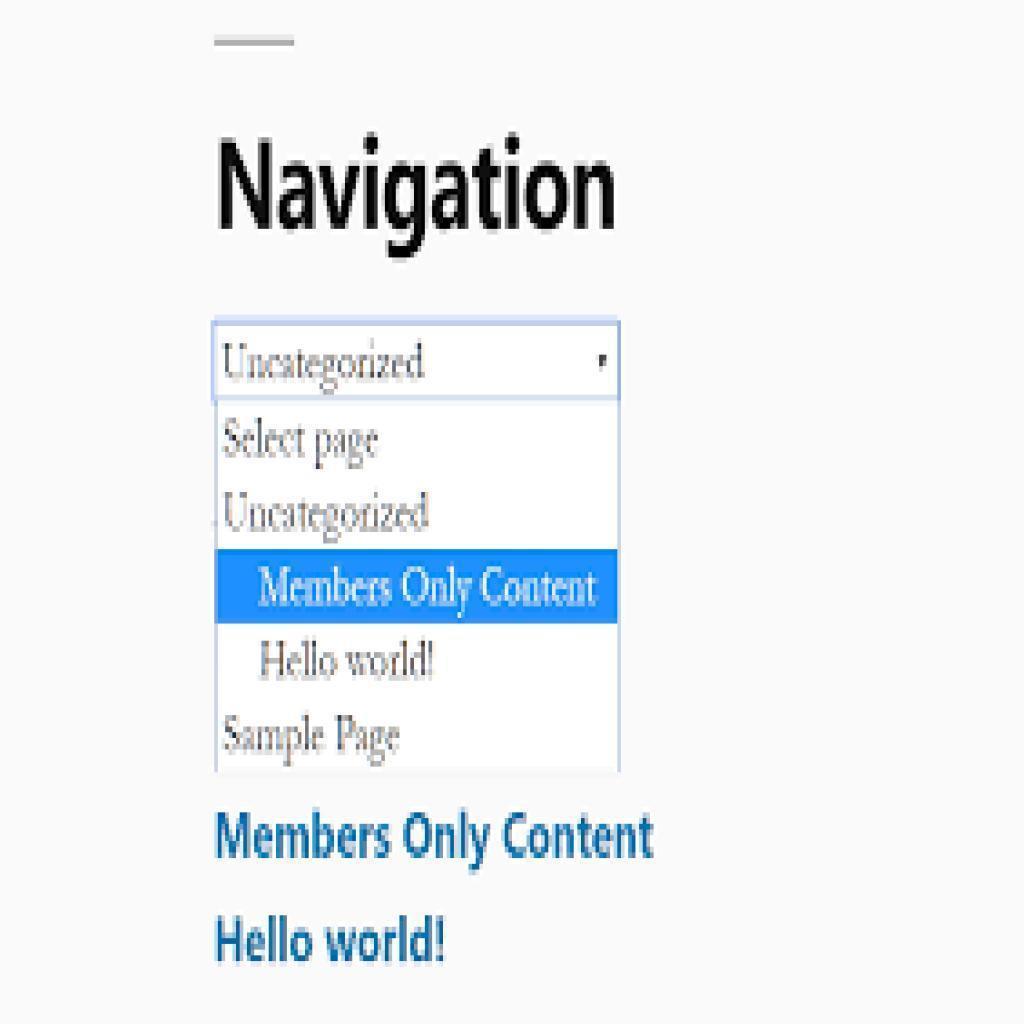 Navigation
Uncategorized
Select page
Uncategorized
Members Only Content
Hello world!
Sample Page
Members Only Content
Hello world!